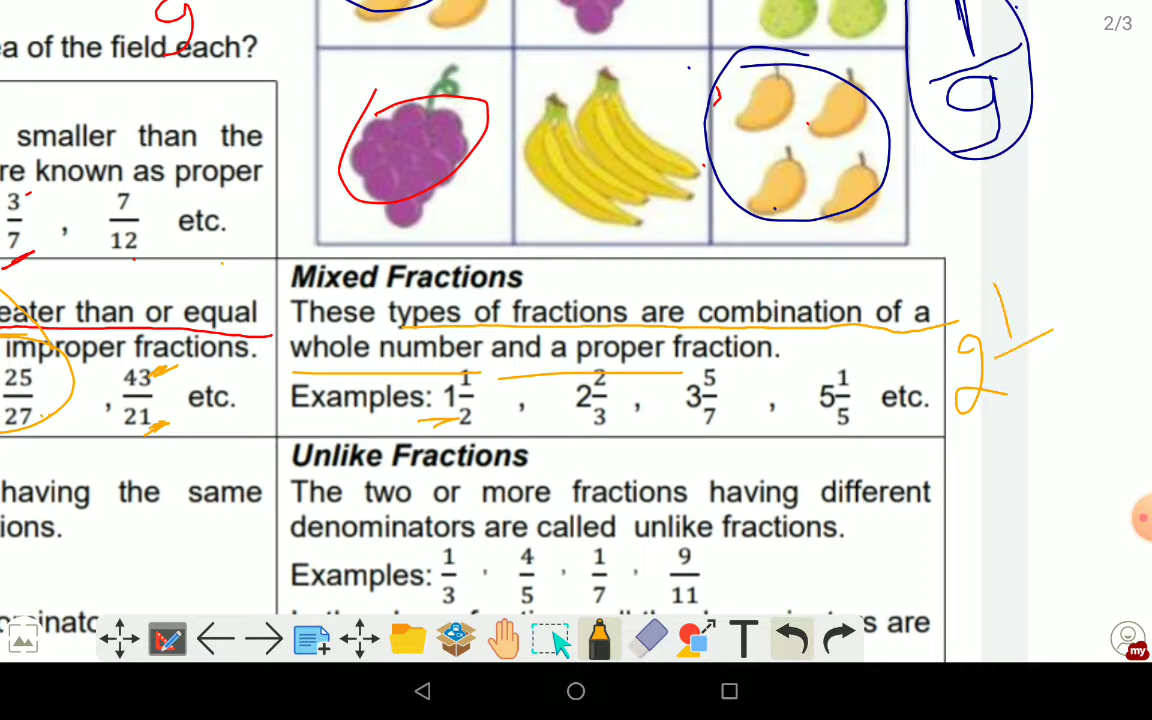 2/3
9
ea of the field each?
1
9
smaller than the
re known as proper
3/7 , 7/12 etc.
eater than or equal
improper fractions.
25/27 , 43/21 etc.
Mixed Fractions
These types of fractions are combination of a
whole number and a proper fraction.
Examples: 1 1/2 , 2 2/3 , 3 5/7 , 5 1/5 etc.
2 1
having the same
ions.
Unlike Fractions
The two or more fractions having different
denominators are called unlike fractions.
Examples: 1/3 , 4/5 , 1/7 , 9/11
s are
T
my